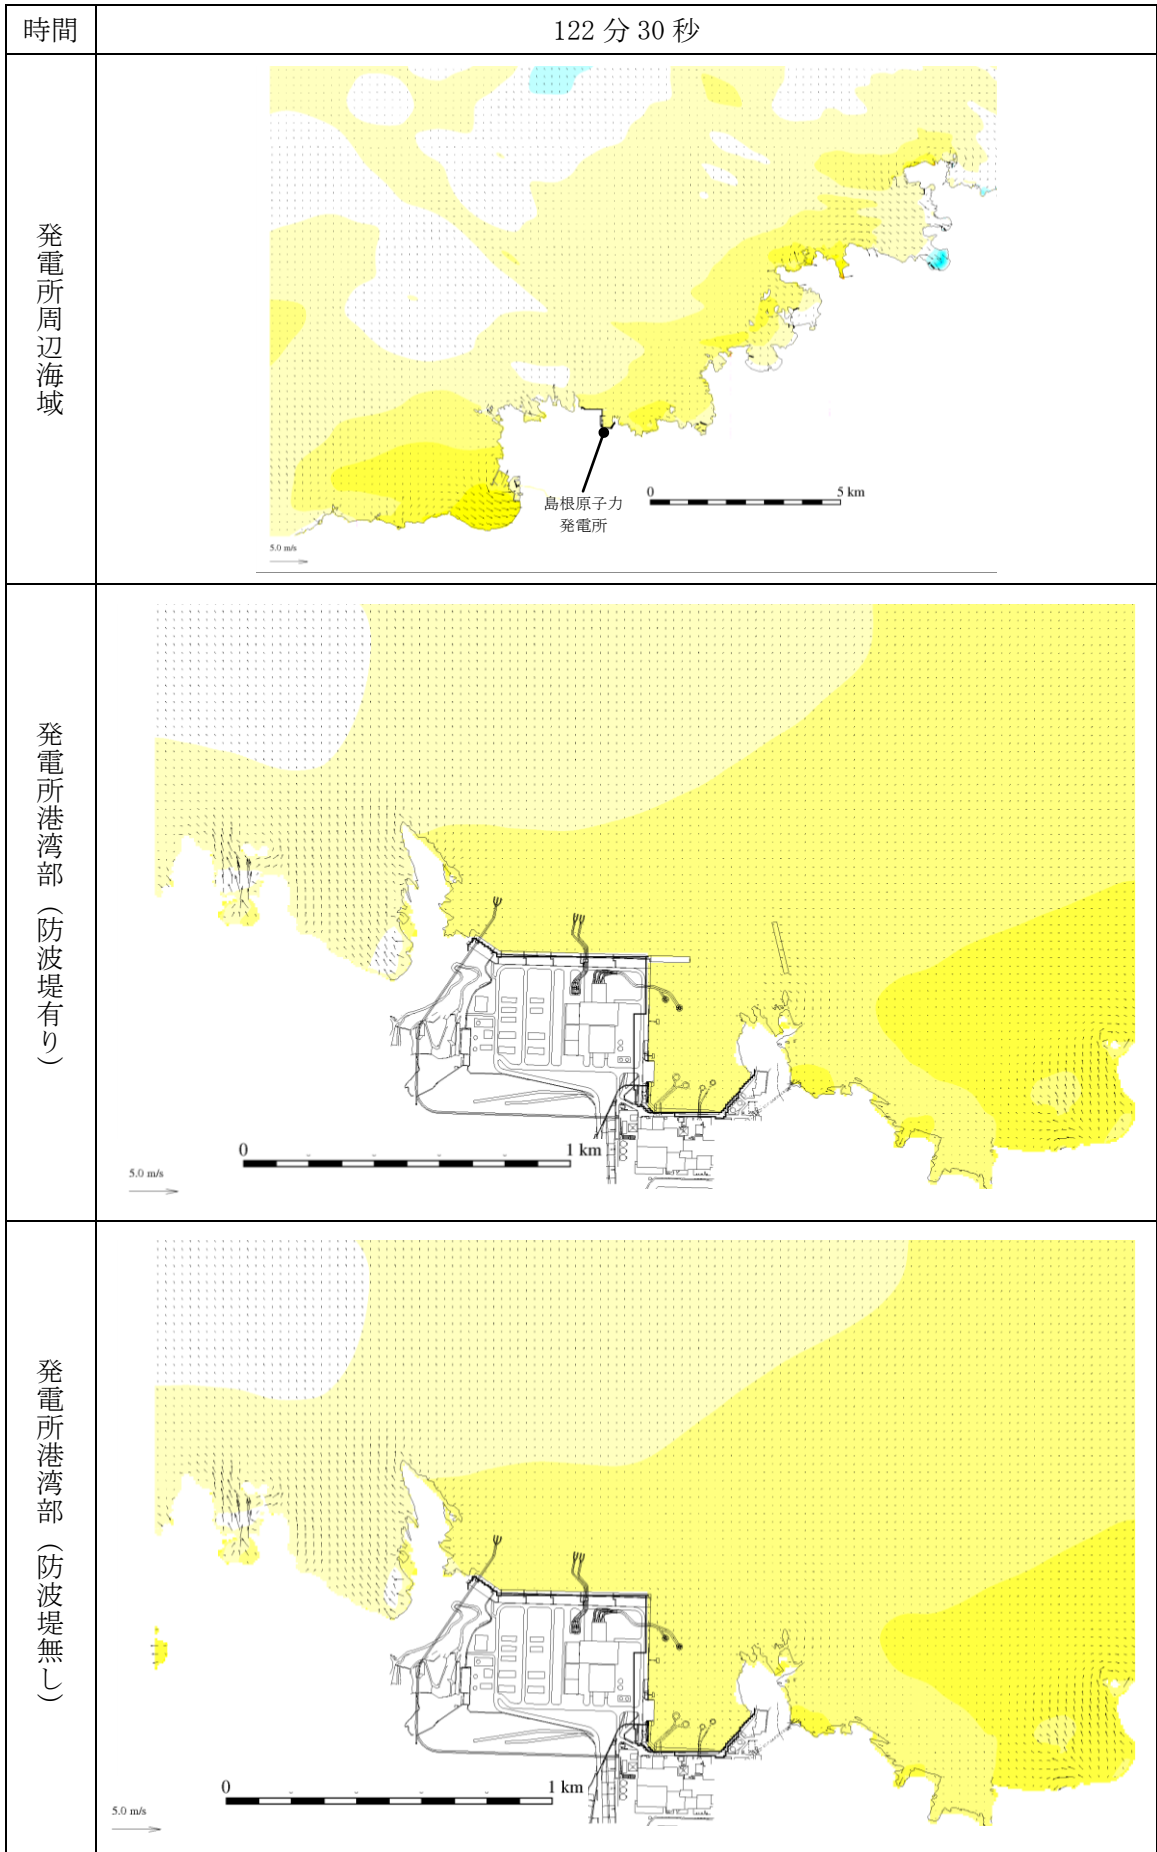 時間
122 分 30 秒
発電所周辺海域
島根原子力
発電所
0
5 km
5.0 m/s
発電所港湾部（防波堤有り）
0
1 km
5.0 m/s
発電所港湾部（防波堤無し）
0
1 km
5.0 m/s